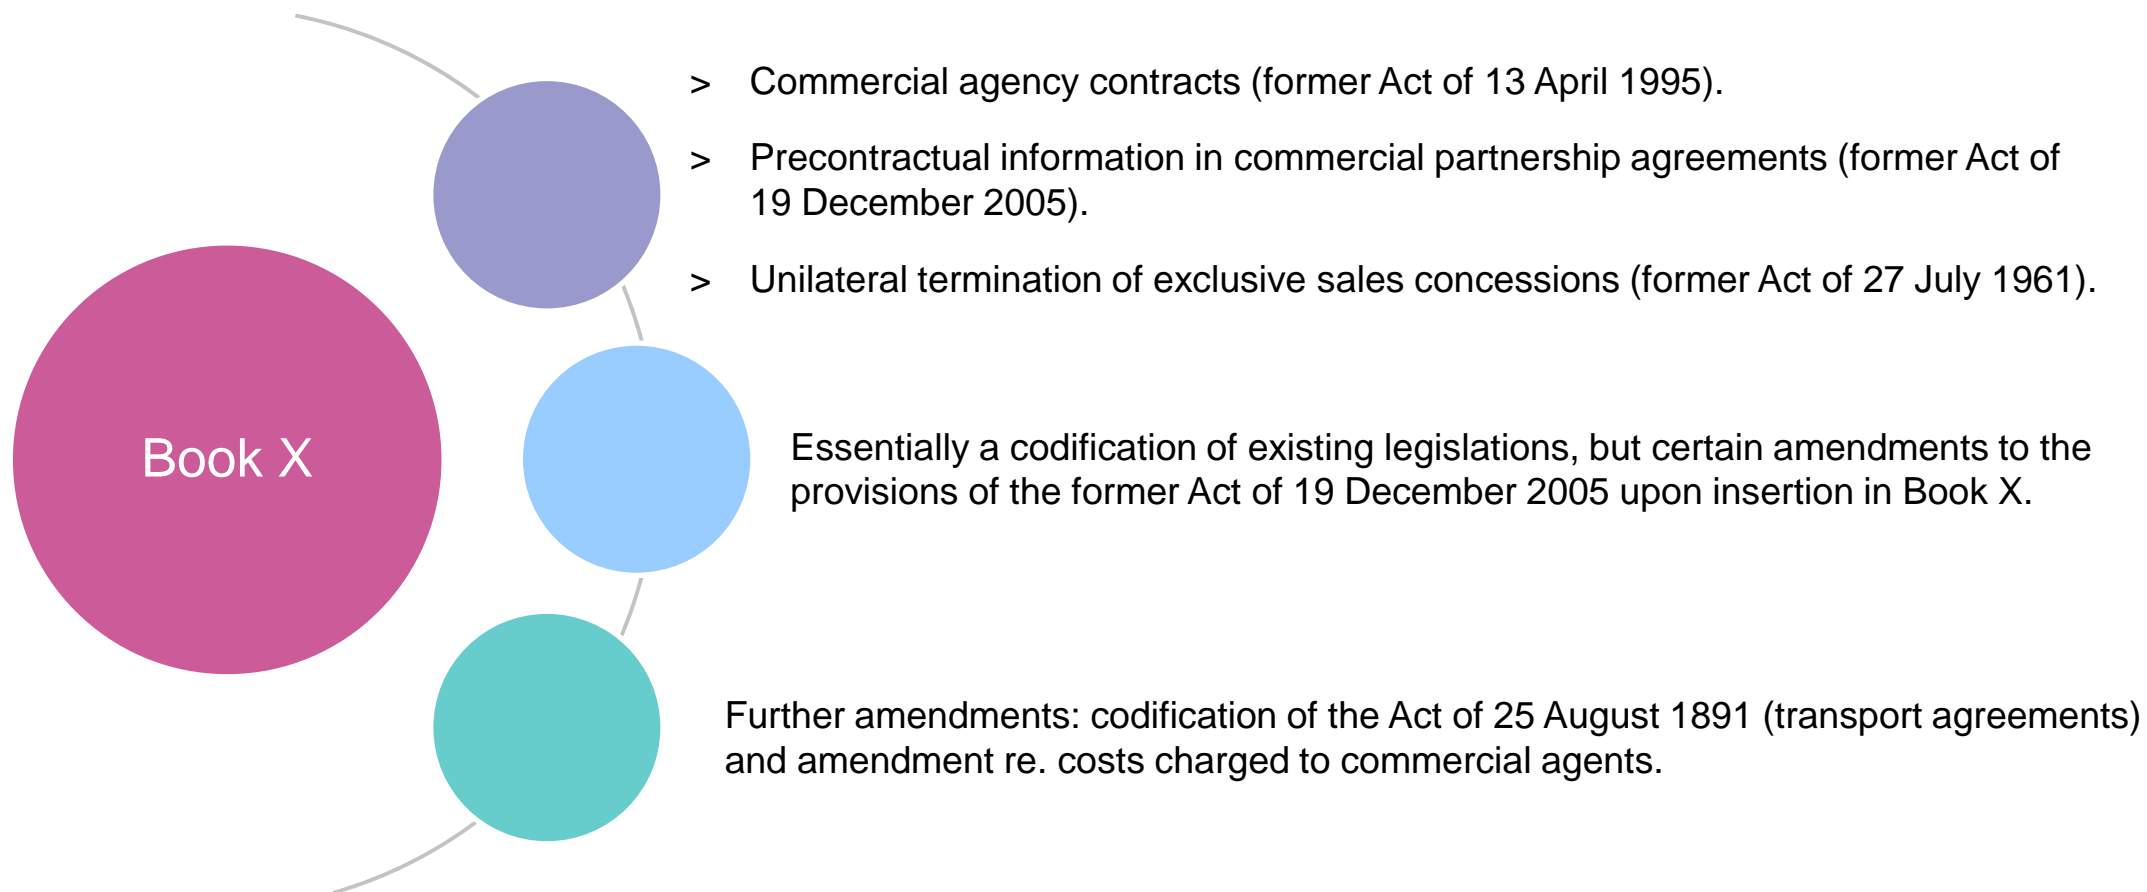 > Commercial agency contracts (former Act of 13 April 1995).
> Precontractual information in commercial partnership agreements (former Act of
19 December 2005).
> Unilateral termination of exclusive sales concessions (former Act of 27 July 1961).
Book X
Essentially a codification of existing legislations, but certain amendments to the
provisions of the former Act of 19 December 2005 upon insertion in Book X.
Further amendments: codification of the Act of 25 August 1891 (transport agreements)
and amendment re. costs charged to commercial agents.